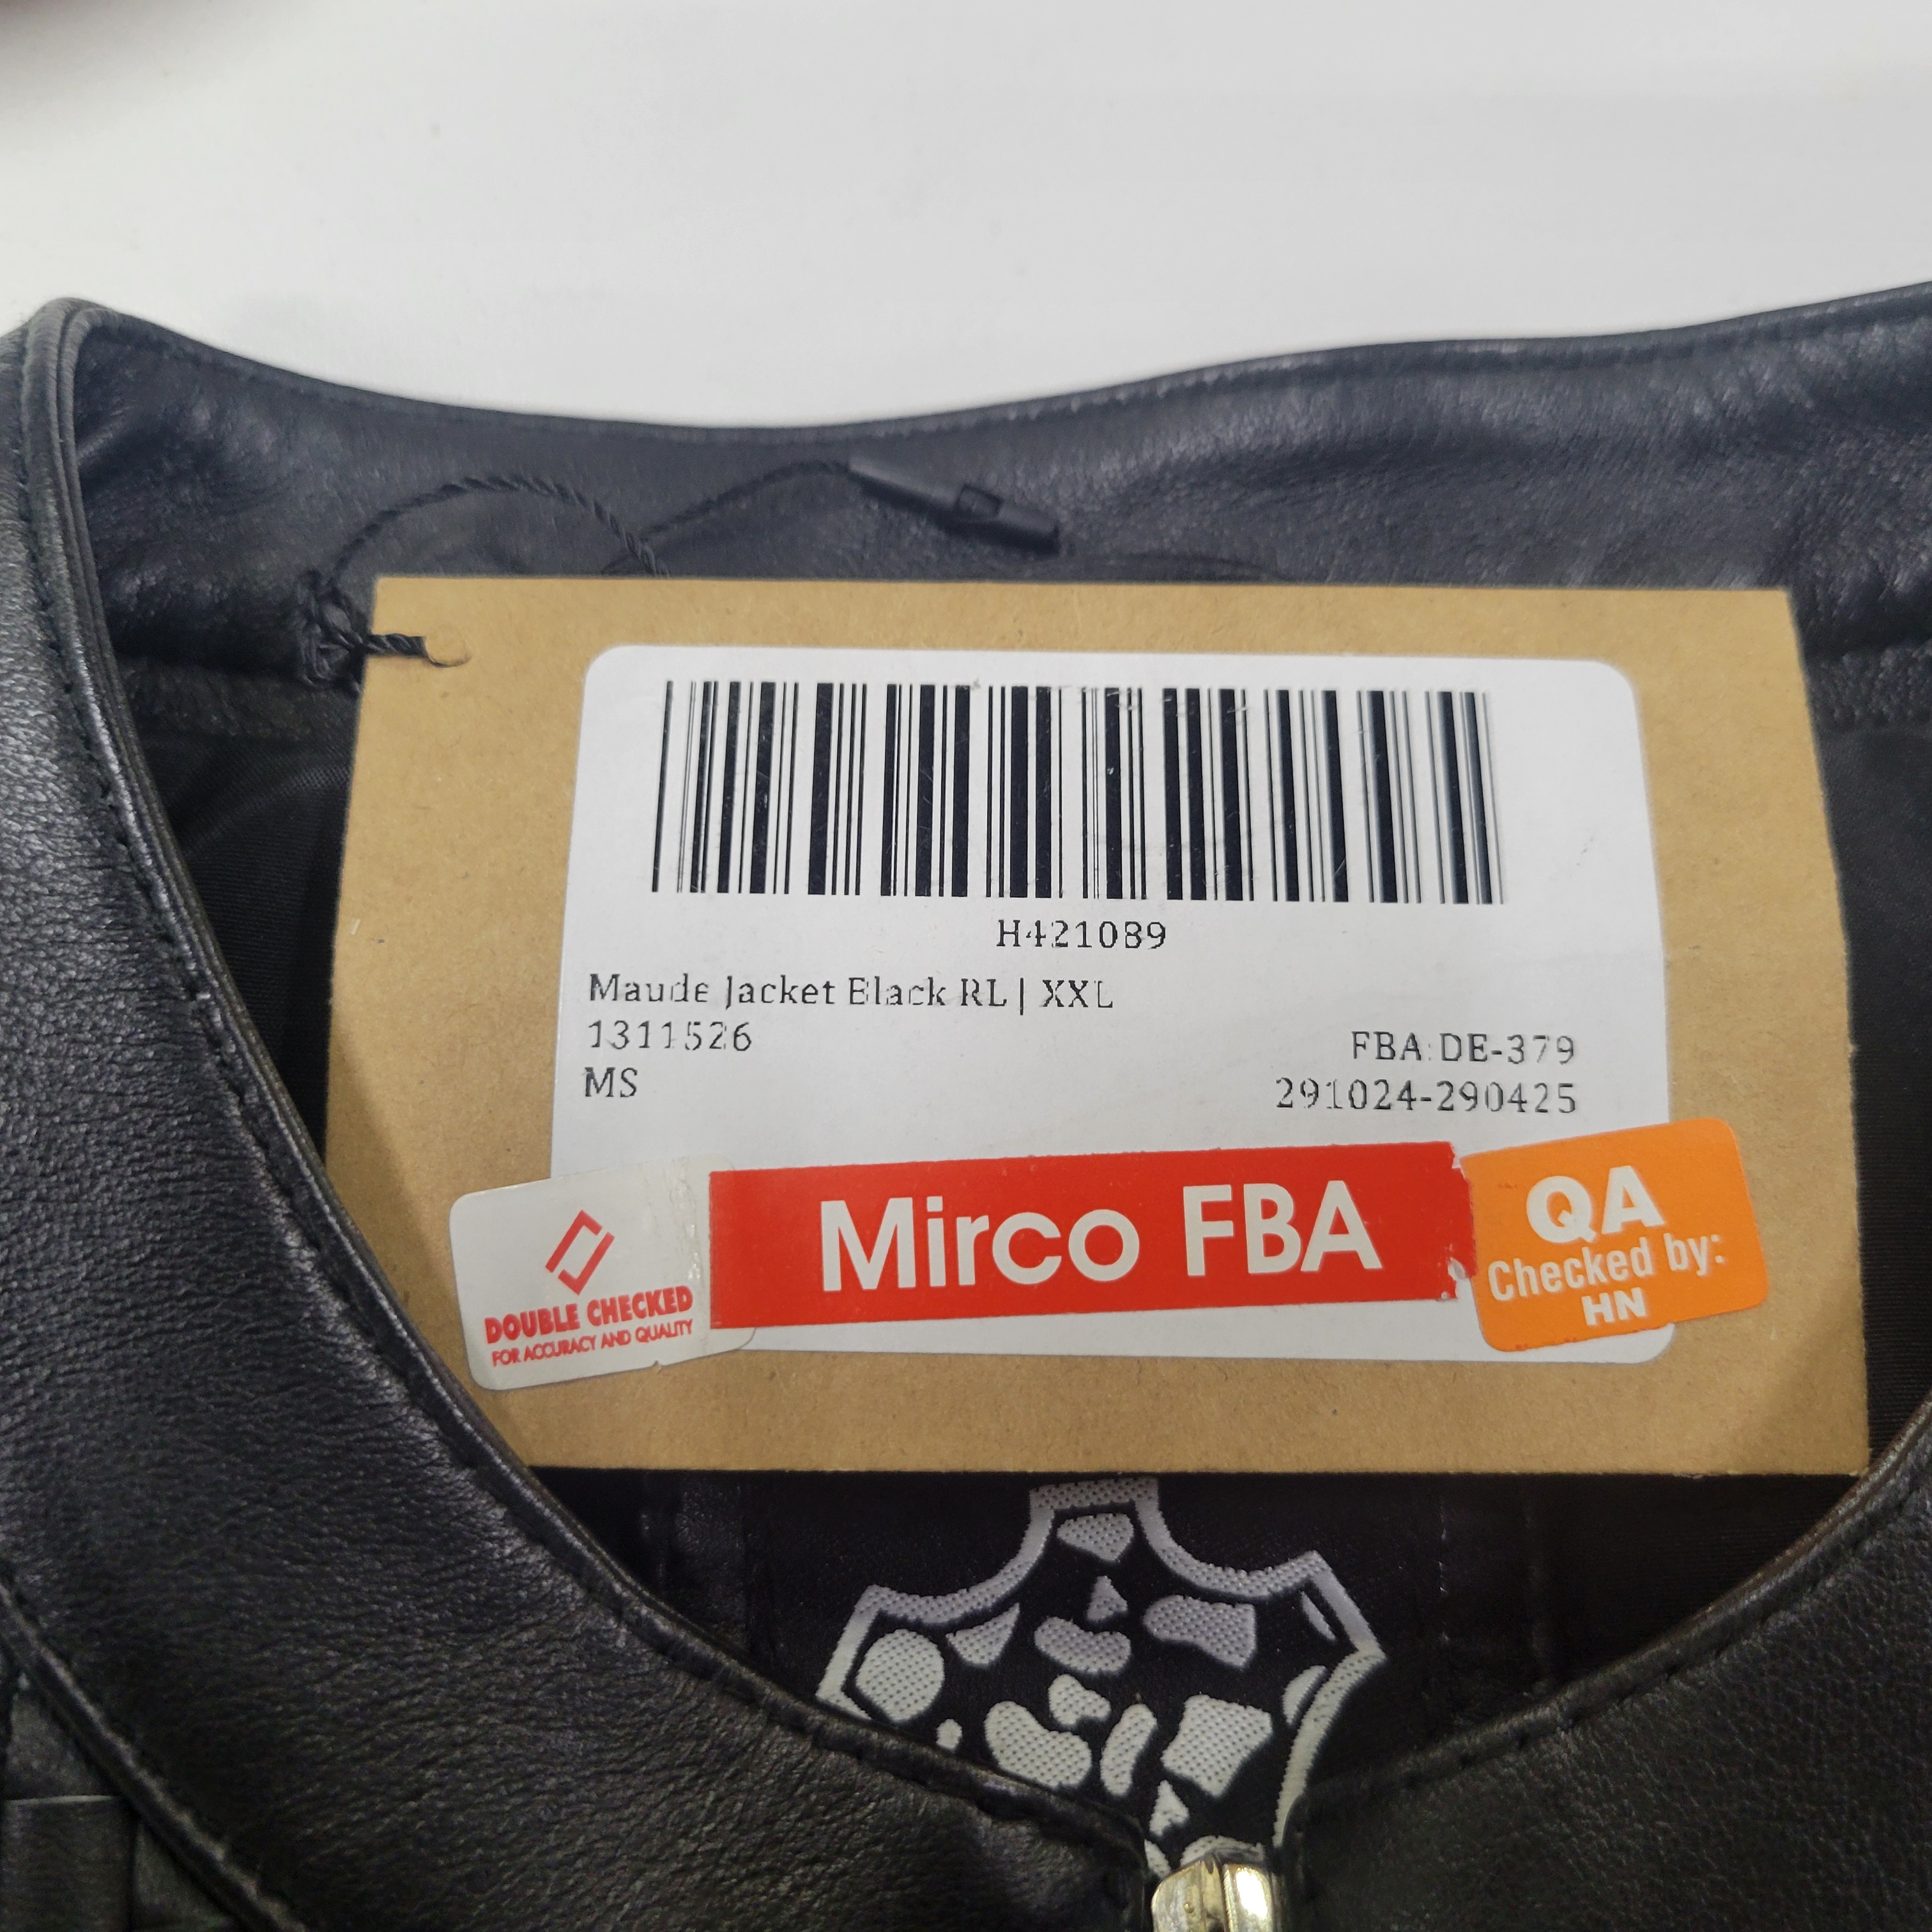 H421089
Maude Jacket Black RL | XXL
1311526
FBA:DE-379
MS
291024-290425
DOUBLE CHECKED
FOR ACCURACY AND QUALITY
Mirco FBA
QA
Checked by:
HN